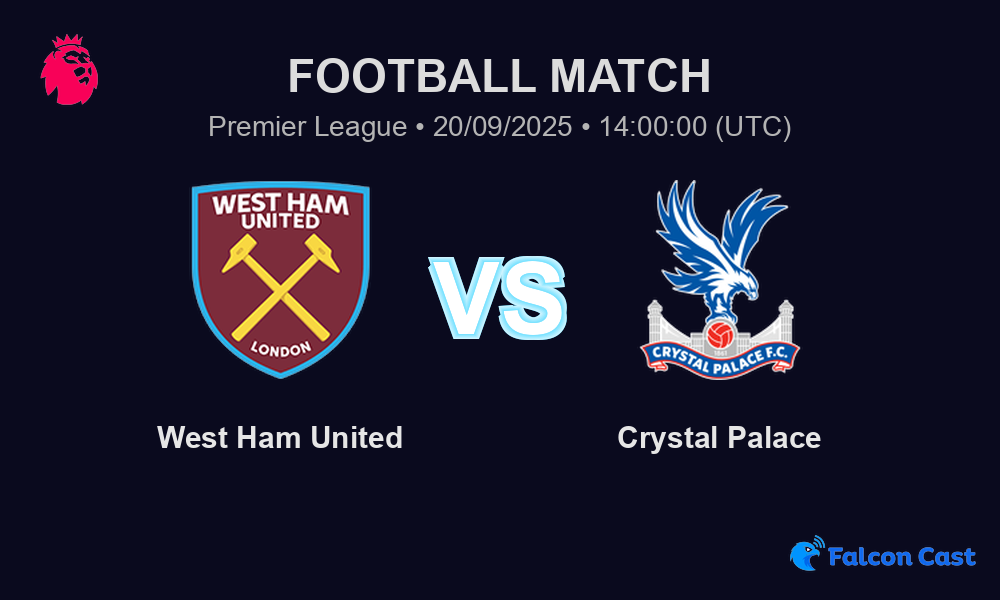 FOOTBALL MATCH
Premier League • 20/09/2025 • 14:00:00 (UTC)
WEST HAM
UNITED
LONDON
VS
1861
CRYSTAL PALACE F.C.
West Ham United
Crystal Palace
Falcon Cast